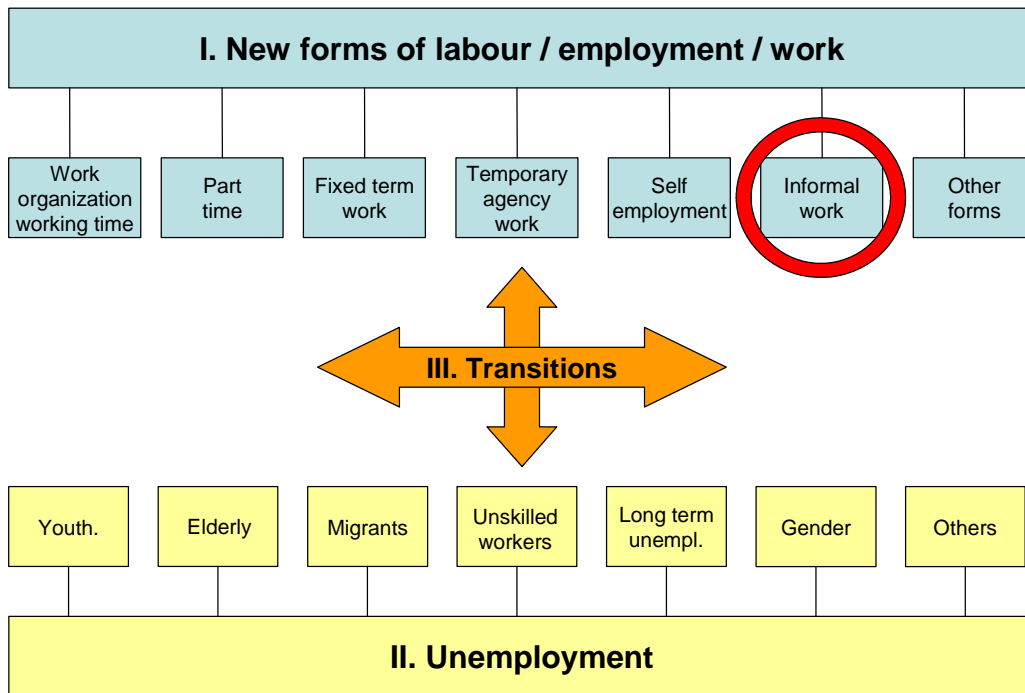 I. New forms of labour / employment / work
Work
organization
working time
Part
time
Fixed term
work
Temporary
agency
work
Self
employment
Informal
work
Other
forms
III. Transitions
Youth.
Elderly
Migrants
Unskilled
workers
Long term
unempl.
Gender
Others
II. Unemployment